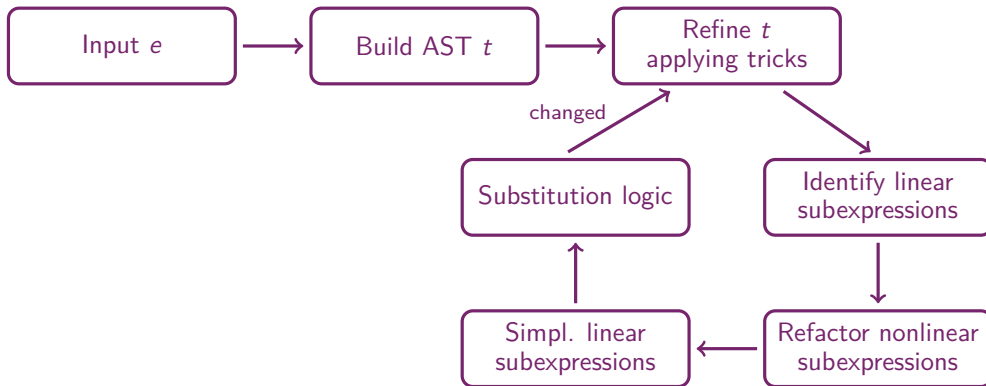 Input e
Build AST t
Refine t
applying tricks
changed
Substitution logic
Identify linear
subexpressions
Simpl. linear
subexpressions
Refactor nonlinear
subexpressions